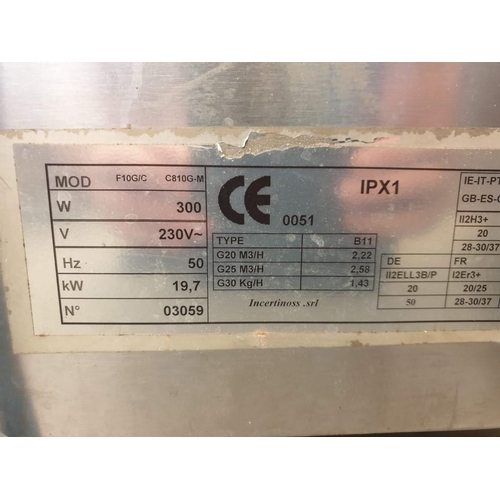 MOD F10G/C C810G-M
W 300
V 230V~
Hz 50
kW 19,7
N° 03059
CE 0051 IPX1
TYPE B11
G20 M3/H 2,22
G25 M3/H 2,58
G30 Kg/H 1,43
Incertinoss .srl
IE-IT-PT
GB-ES-
II2H3+
20
28-30/37
DE FR
II2ELL3B/P I2Er3+
20 20/25
50 28-30/37